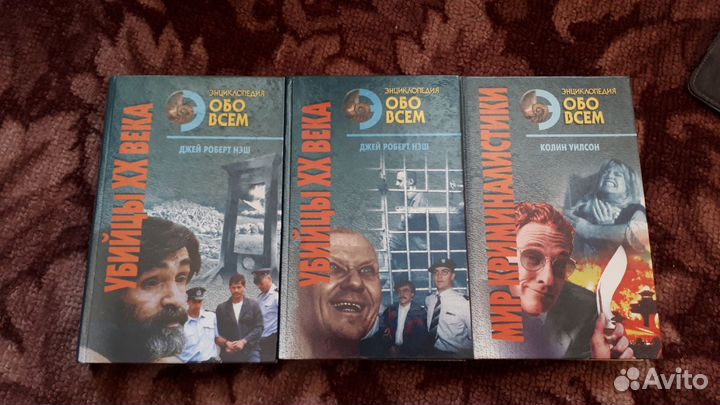 ЭНЦИКЛОПЕДИЯ
ОБО
ВСЕМ
ДЖЕЙ РОБЕРТ НЭШ
УБИЙЦЫ XX ВЕКА
ЭНЦИКЛОПЕДИЯ
ОБО
ВСЕМ
ДЖЕЙ РОБЕРТ НЭШ
УБИЙЦЫ XX ВЕКА
ЭНЦИКЛОПЕДИЯ
ОБО
ВСЕМ
КОЛИН УИЛСОН
МИР КРИМИНАЛИСТИКИ
Avito